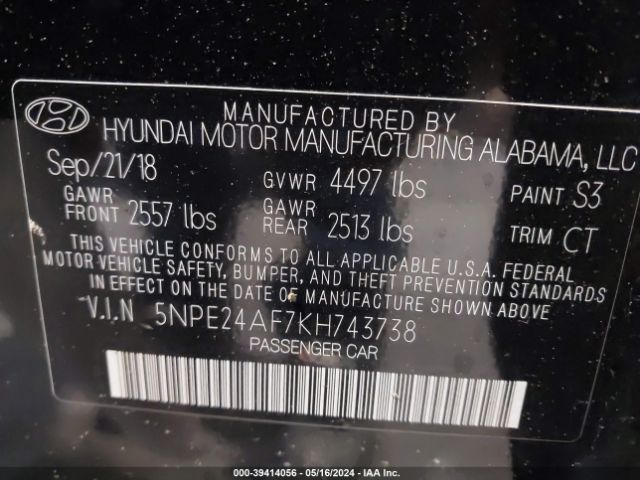 MANUFACTURED BY
HYUNDAI MOTOR MANUFACTURING ALABAMA, LLC
Sep/21/18 GVWR 4497 lbs PAINT S3
GAWR FRONT 2557 lbs GAWR REAR 2513 lbs TRIM CT
THIS VEHICLE CONFORMS TO ALL APPLICABLE U.S.A. FEDERAL
MOTOR VEHICLE SAFETY, BUMPER, AND THEFT PREVENTION STANDARDS
IN EFFECT ON THE DATE OF MANUFACTURE SHOWN ABOVE
V.I.N 5NPE24AF7KH743738
PASSENGER CAR
000-39414056 - 05/16/2024 - IAA Inc.